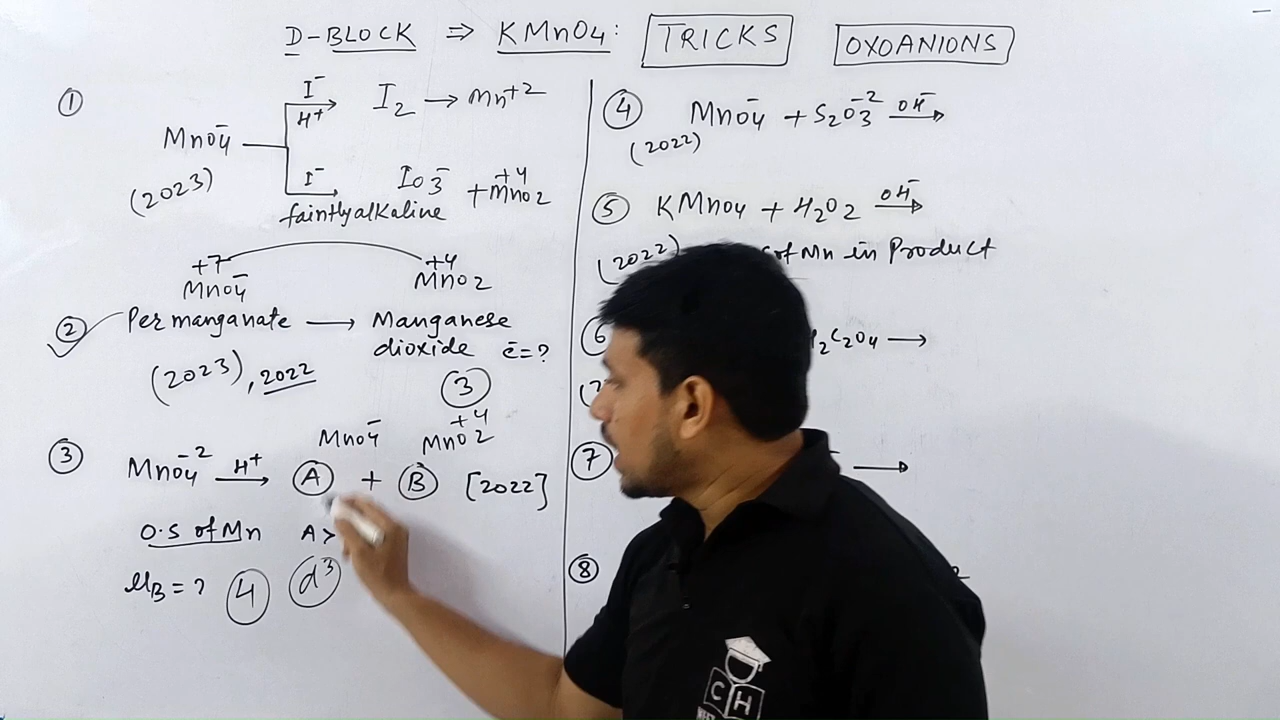 D-BLOCK ⇒ KMnO4: TRICKS OXOANIONS
① MnO4⁻ (2023)
I⁻ H⁺ → I2 → Mn+2
I⁻ faintly alkaline → IO3⁻ + MnO2 +4
+7 MnO4⁻ +4 MnO2
② Permanganate → Manganese dioxide ē=?
(2023), 2022 ③
③ MnO4⁻² H⁺ → Ⓐ + Ⓑ [2022]
MnO4⁻ +4 MnO2
O.S of Mn A>
μB = ? ④ d³
④ MnO4⁻ + S2O3⁻² OH⁻ →
(2022)
⑤ KMnO4 + H2O2 OH⁻ →
(2022) of Mn in Product
⑥ C2O4 →
⑦ →
⑧
CH